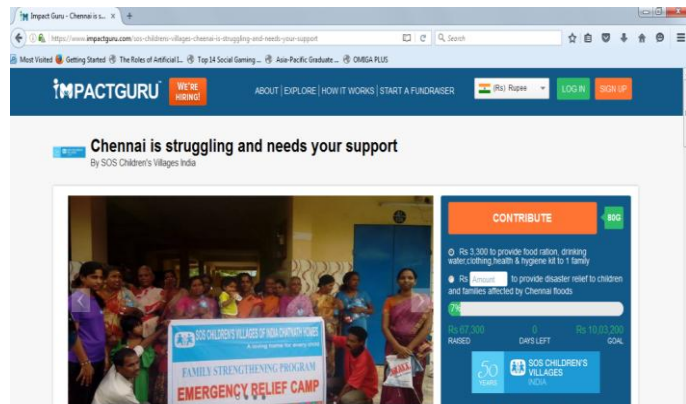 Impact Guru - Chennai is s... × +
https://www.impactguru.com/sos-childrens-villages-chennai-is-struggling-and-needs-your-support
Search
Most Visited Getting Started The Roles of Artificial I... Top 14 Social Gaming ... Asia-Pacific Graduate ... OMEGA PLUS
IMPACTGURU WE'RE HIRING!
ABOUT | EXPLORE | HOW IT WORKS | START A FUNDRAISER
(Rs) Rupee
LOG IN
SIGN UP
Chennai is struggling and needs your support
By SOS Children's Villages India
CONTRIBUTE
80G
Rs 3,300 to provide food ration, drinking
water,clothing,health & hygiene kit to 1 family
Rs Amount to provide disaster relief to children
and families affected by Chennai floods
7%
Rs 67,300 0 Rs 10,03,200
RAISED DAYS LEFT GOAL
50 YEARS
SOS CHILDREN'S
VILLAGES
INDIA
SOS CHILDREN'S VILLAGES OF INDIA CHATNATH HOMES
A loving home for every child
FAMILY STRENGTHENING PROGRAM
EMERGENCY RELIEF CAMP